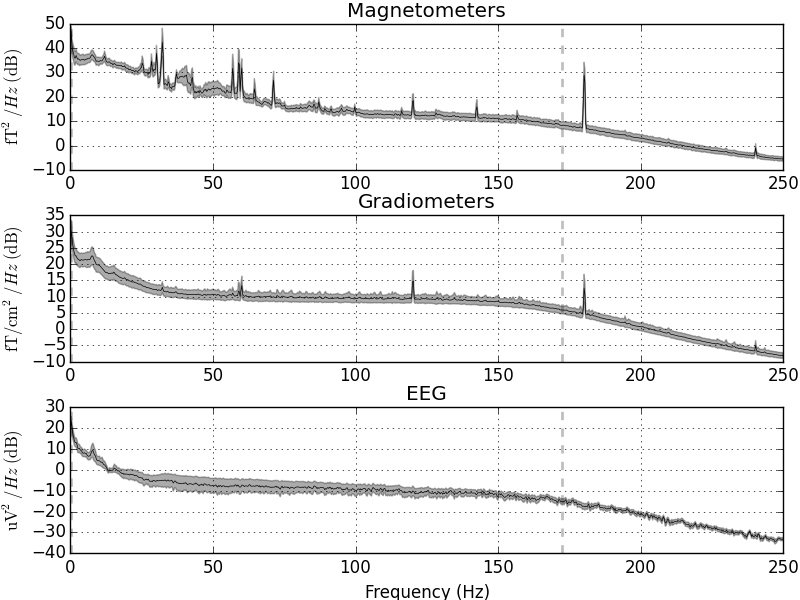 Magnetometers
fT² / Hz (dB)
50
40
30
20
10
0
−10
0 50 100 150 200 250
Gradiometers
fT/cm² / Hz (dB)
35
30
25
20
15
10
5
0
−5
−10
0 50 100 150 200 250
EEG
uV² / Hz (dB)
30
20
10
0
−10
−20
−30
−40
0 50 100 150 200 250
Frequency (Hz)